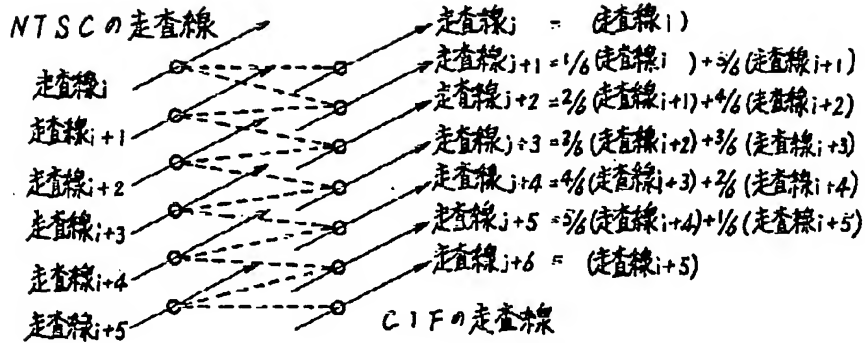 NTSCの走査線
走査線i
走査線i+1
走査線i+2
走査線i+3
走査線i+4
走査線i+5
走査線j = (走査線i)
走査線j+1=1/6(走査線i )+5/6(走査線i+1)
走査線j+2=2/6(走査線i+1)+4/6(走査線i+2)
走査線j+3=3/6(走査線i+2)+3/6(走査線i+3)
走査線j+4=4/6(走査線i+3)+2/6(走査線i+4)
走査線j+5=5/6(走査線i+4)+1/6(走査線i+5)
走査線j+6 = (走査線i+5)
CIFの走査線